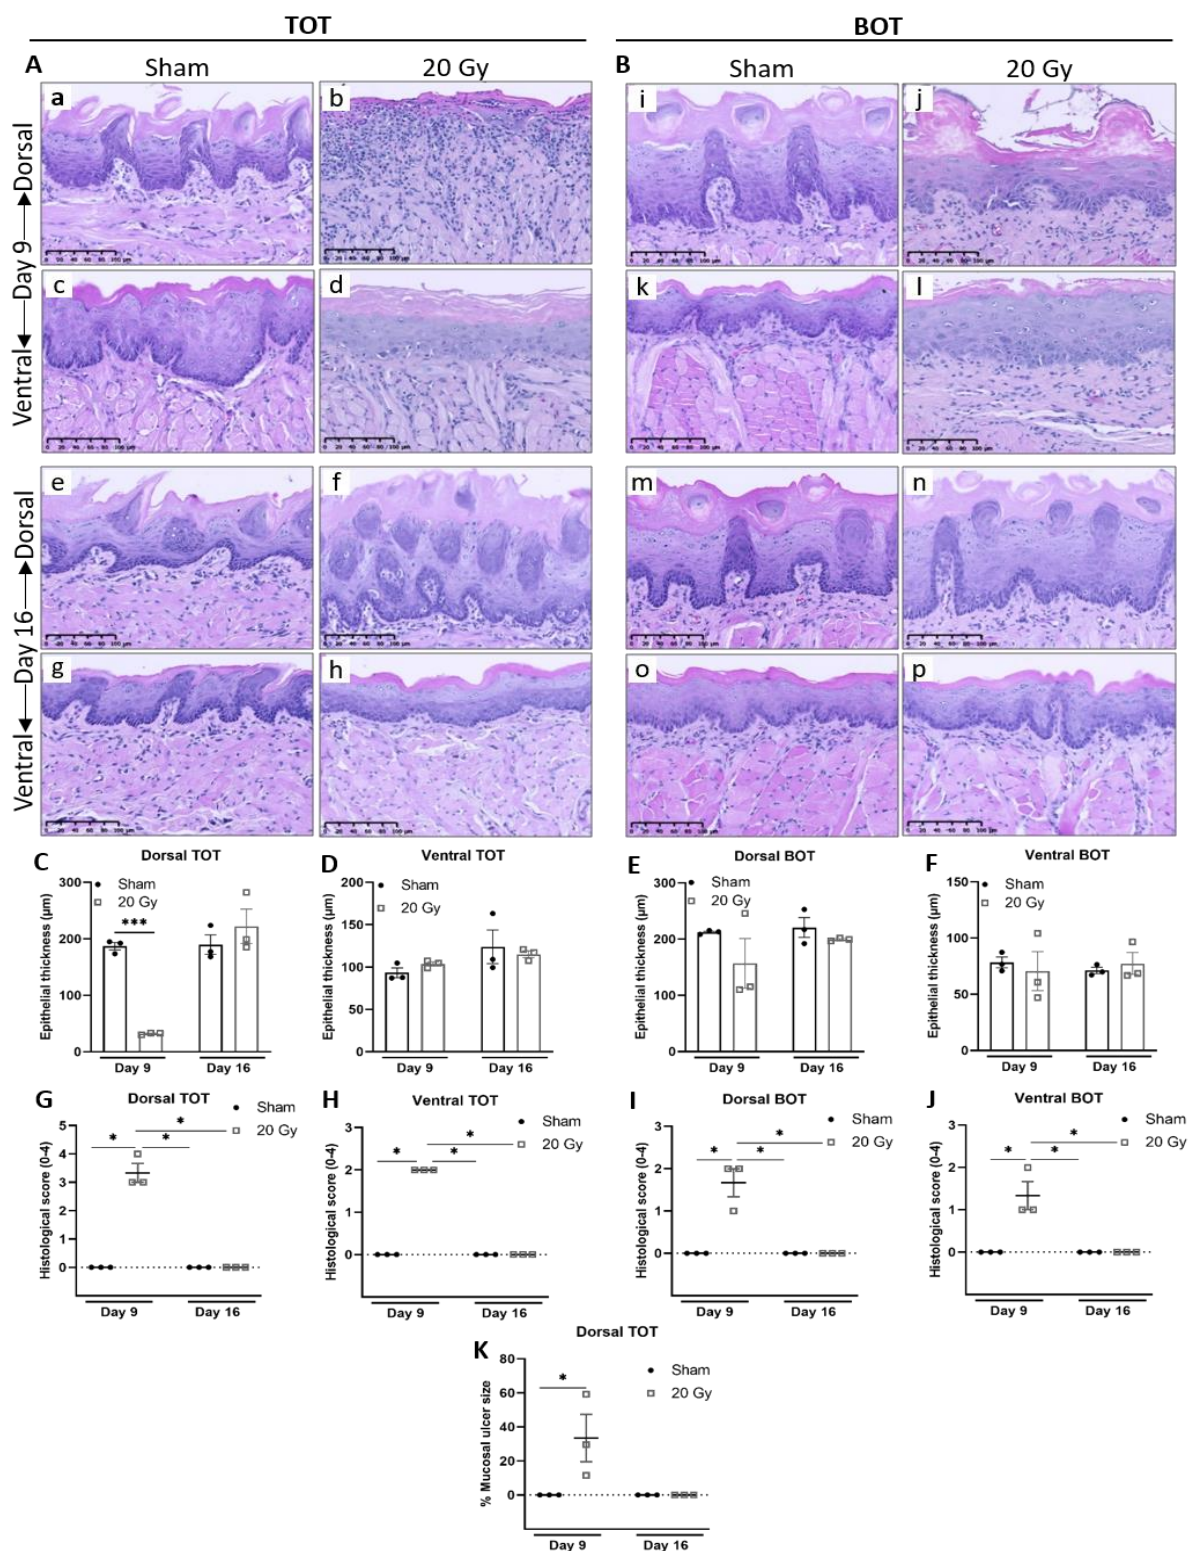 TOT
BOT
A
Sham
20 Gy
B
Sham
20 Gy
Ventral
Day 9
Dorsal
a
b
i
j
c
d
k
l
Ventral
Day 16
Dorsal
e
f
m
n
g
h
o
p
C
Dorsal TOT
Epithelial thickness (µm)
300
200
100
0
Sham
20 Gy
***
Day 9
Day 16
D
Ventral TOT
Epithelial thickness (µm)
200
150
100
50
0
Sham
20 Gy
Day 9
Day 16
E
Dorsal BOT
Epithelial thickness (µm)
300
200
100
0
Sham
20 Gy
Day 9
Day 16
F
Ventral BOT
Epithelial thickness (µm)
150
100
50
0
Sham
20 Gy
Day 9
Day 16
G
Dorsal TOT
Histological score (0-4)
5
4
3
2
1
0
Sham
20 Gy
*
*
*
Day 9
Day 16
H
Ventral TOT
Histological score (0-4)
3
2
1
0
Sham
20 Gy
*
*
*
Day 9
Day 16
I
Dorsal BOT
Histological score (0-4)
3
2
1
0
Sham
20 Gy
*
*
*
Day 9
Day 16
J
Ventral BOT
Histological score (0-4)
3
2
1
0
Sham
20 Gy
*
*
*
Day 9
Day 16
K
Dorsal TOT
% Mucosal ulcer size
80
60
40
20
0
Sham
20 Gy
*
Day 9
Day 16